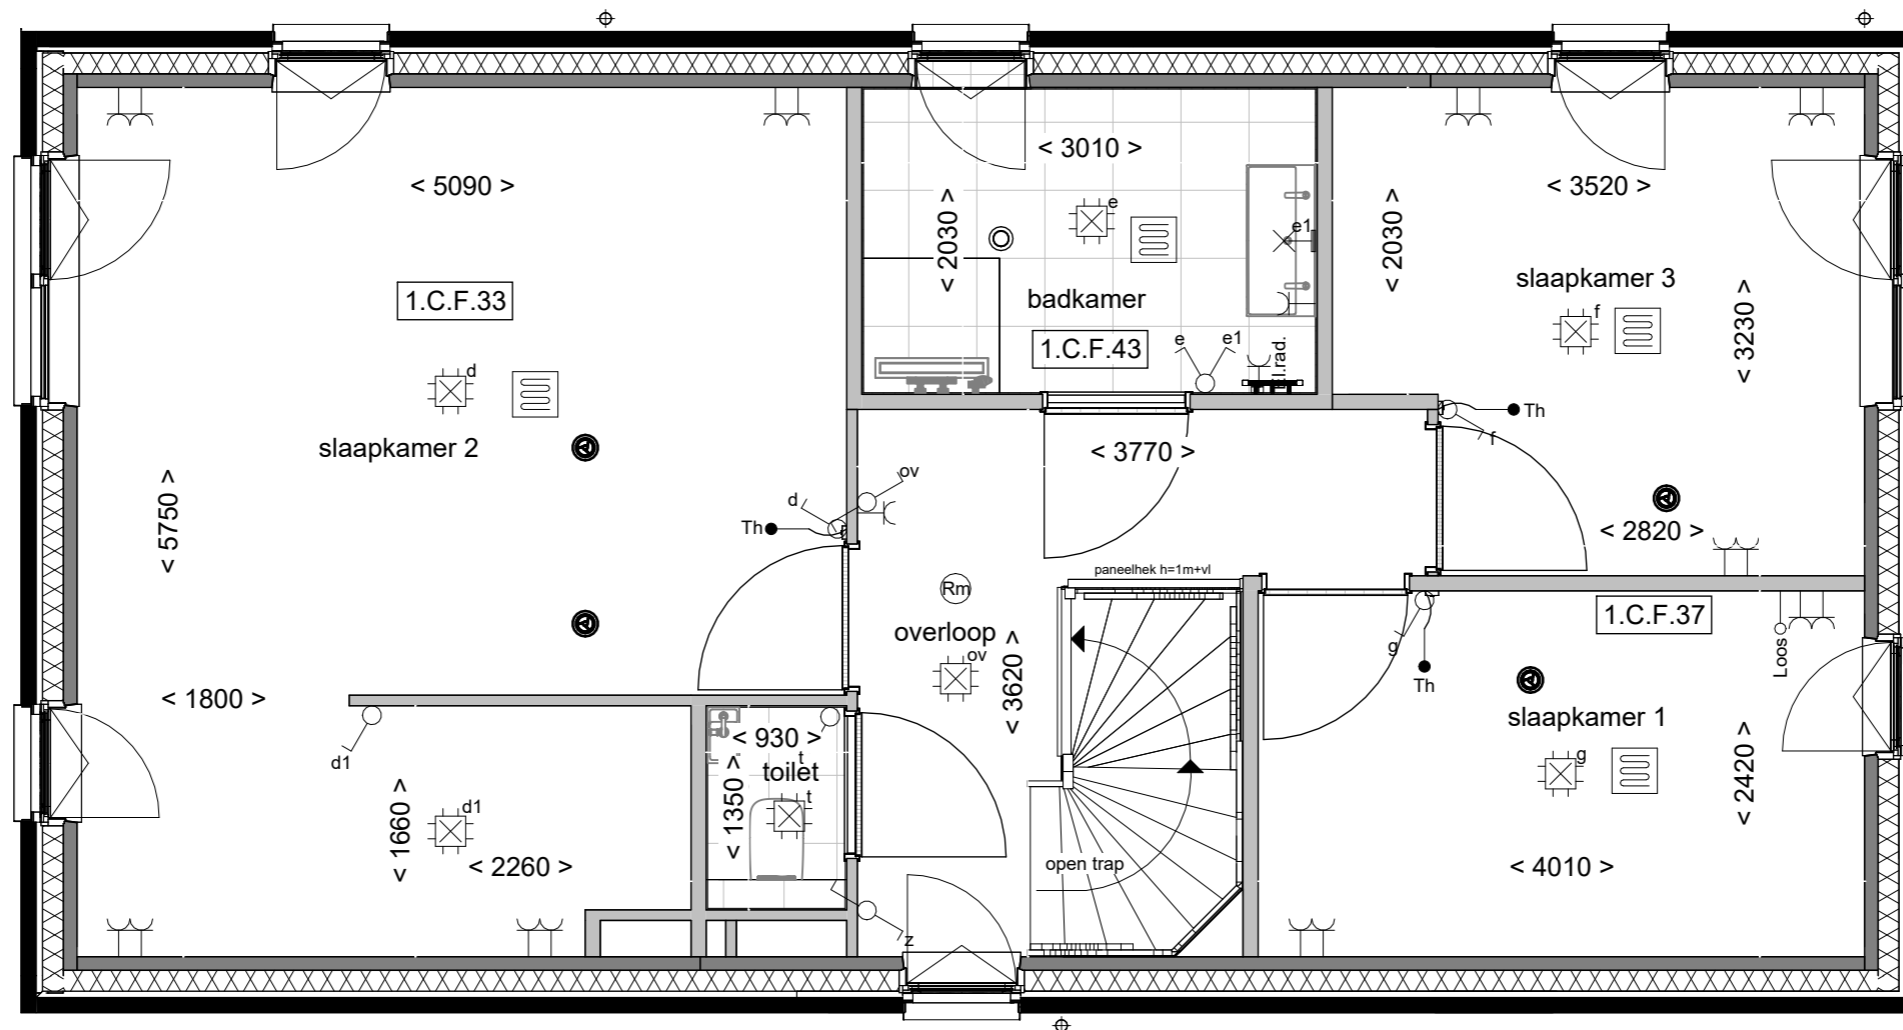 < 3010 >
< 5090 >
< 3520 >
< 2030 >
< 2030 >
e
e1
slaapkamer 3
1.C.F.33
badkamer
f
< 3230 >
1.C.F.43
e
e1
d
Th
f
slaapkamer 2
< 3770 >
ov
d
Th
< 5750 >
< 2820 >
paneelhek h=1m+vl
Rm
1.C.F.37
overloop
ov
g
Loos
Th
< 3620 >
< 1800 >
slaapkamer 1
< 930 >
d1
t
toilet
t
< 1350 >
g
< 2420 >
d1
< 1660 >
< 2260 >
open trap
< 4010 >
z